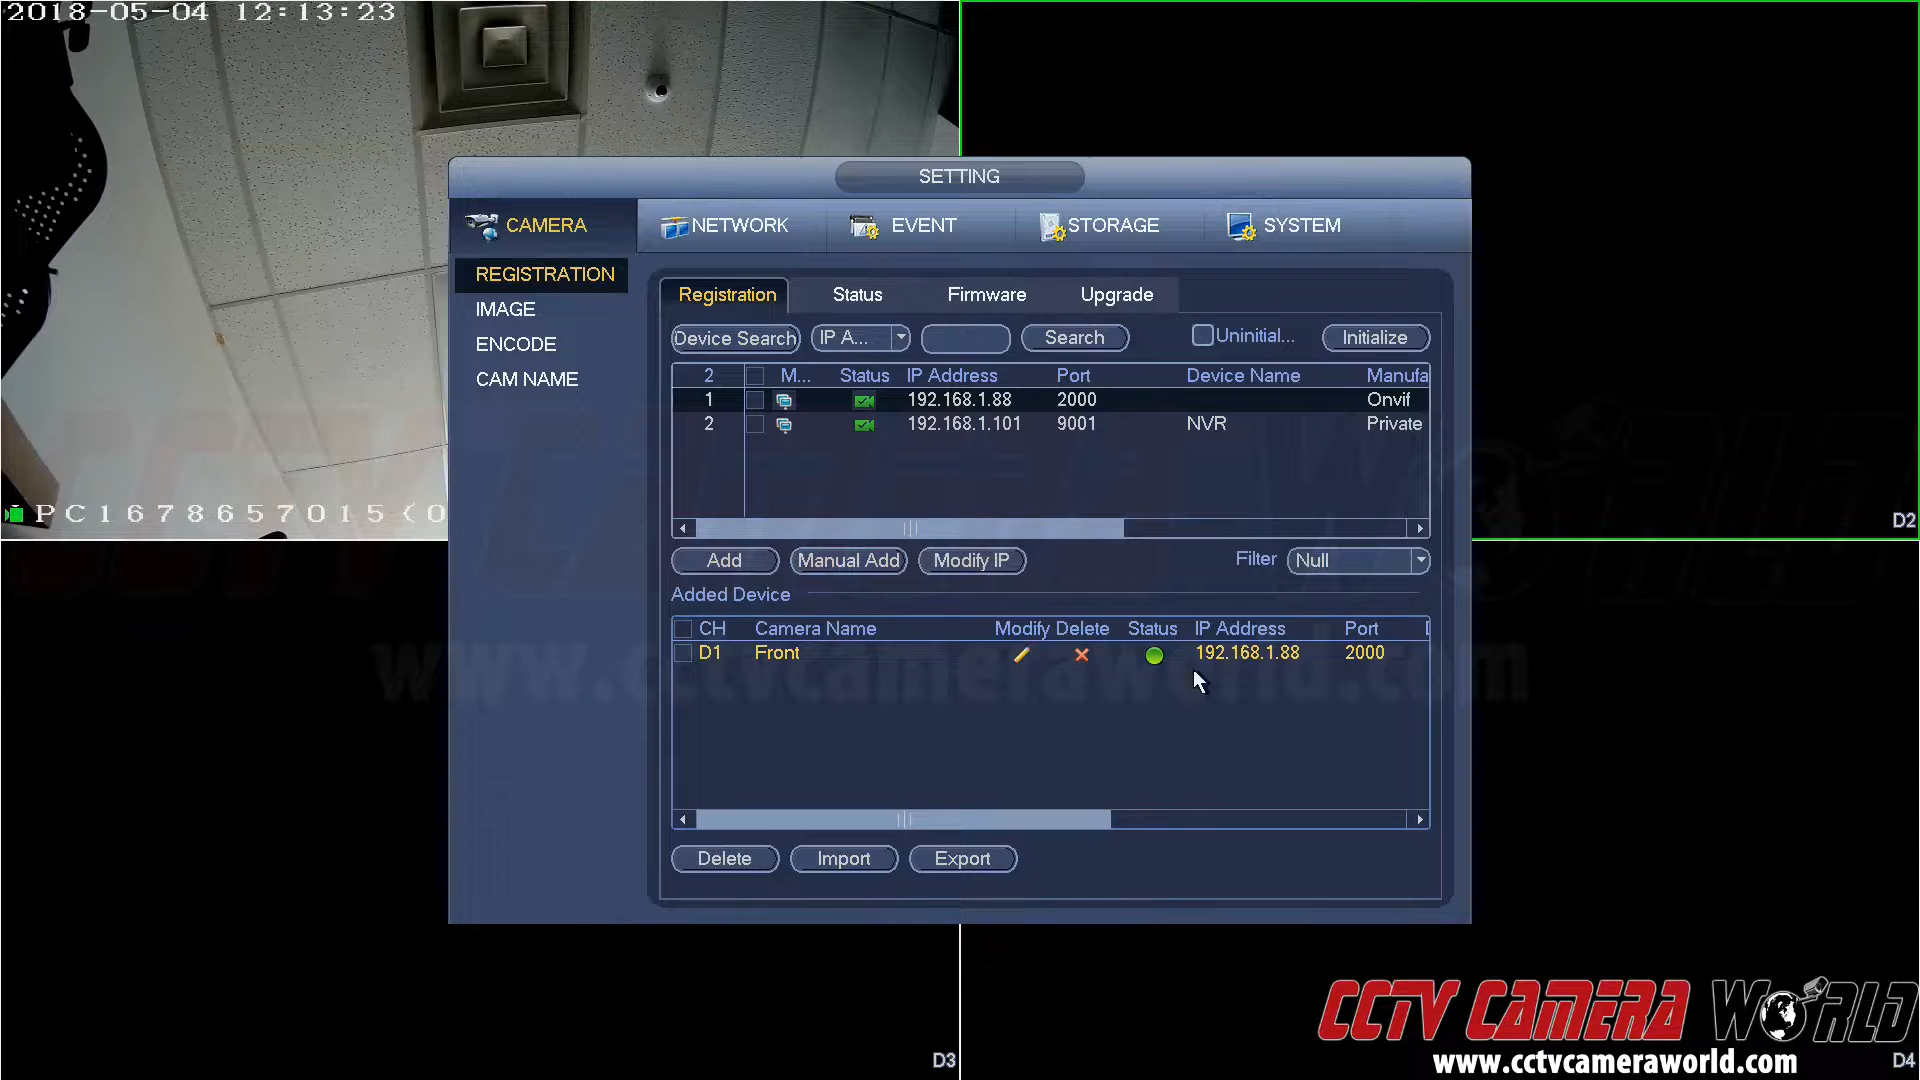 2018-05-04 12:13:23
SETTING
CAMERA NETWORK EVENT STORAGE SYSTEM
REGISTRATION
IMAGE
ENCODE
CAM NAME
Registration Status Firmware Upgrade
Device Search IP A... Search Uninitial... Initialize
2 M... Status IP Address Port Device Name Manufa
1 192.168.1.88 2000 Onvif
2 192.168.1.101 9001 NVR Private
PC1678657015(0
D2
Add Manual Add Modify IP Filter Null
Added Device
CH Camera Name Modify Delete Status IP Address Port
D1 Front 192.168.1.88 2000
www.cctvcameraworld.com
Delete Import Export
CCTV CAMERA WORLD
www.cctvcameraworld.com
D3
D4